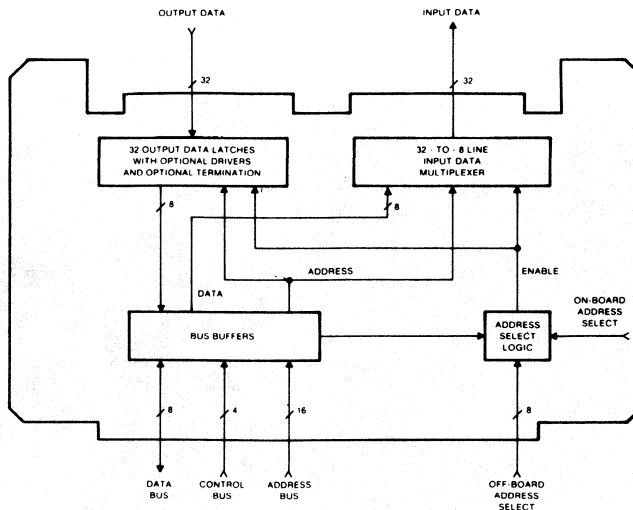 OUTPUT DATA
INPUT DATA
32
32
32 OUTPUT DATA LATCHES
WITH OPTIONAL DRIVERS
AND OPTIONAL TERMINATION
32 - TO - 8 LINE
INPUT DATA
MULTIPLEXER
8
8
ADDRESS
ENABLE
DATA
ON-BOARD
ADDRESS
SELECT
BUS BUFFERS
ADDRESS
SELECT
LOGIC
8
4
16
8
DATA
BUS
CONTROL
BUS
ADDRESS
BUS
OFF-BOARD
ADDRESS
SELECT